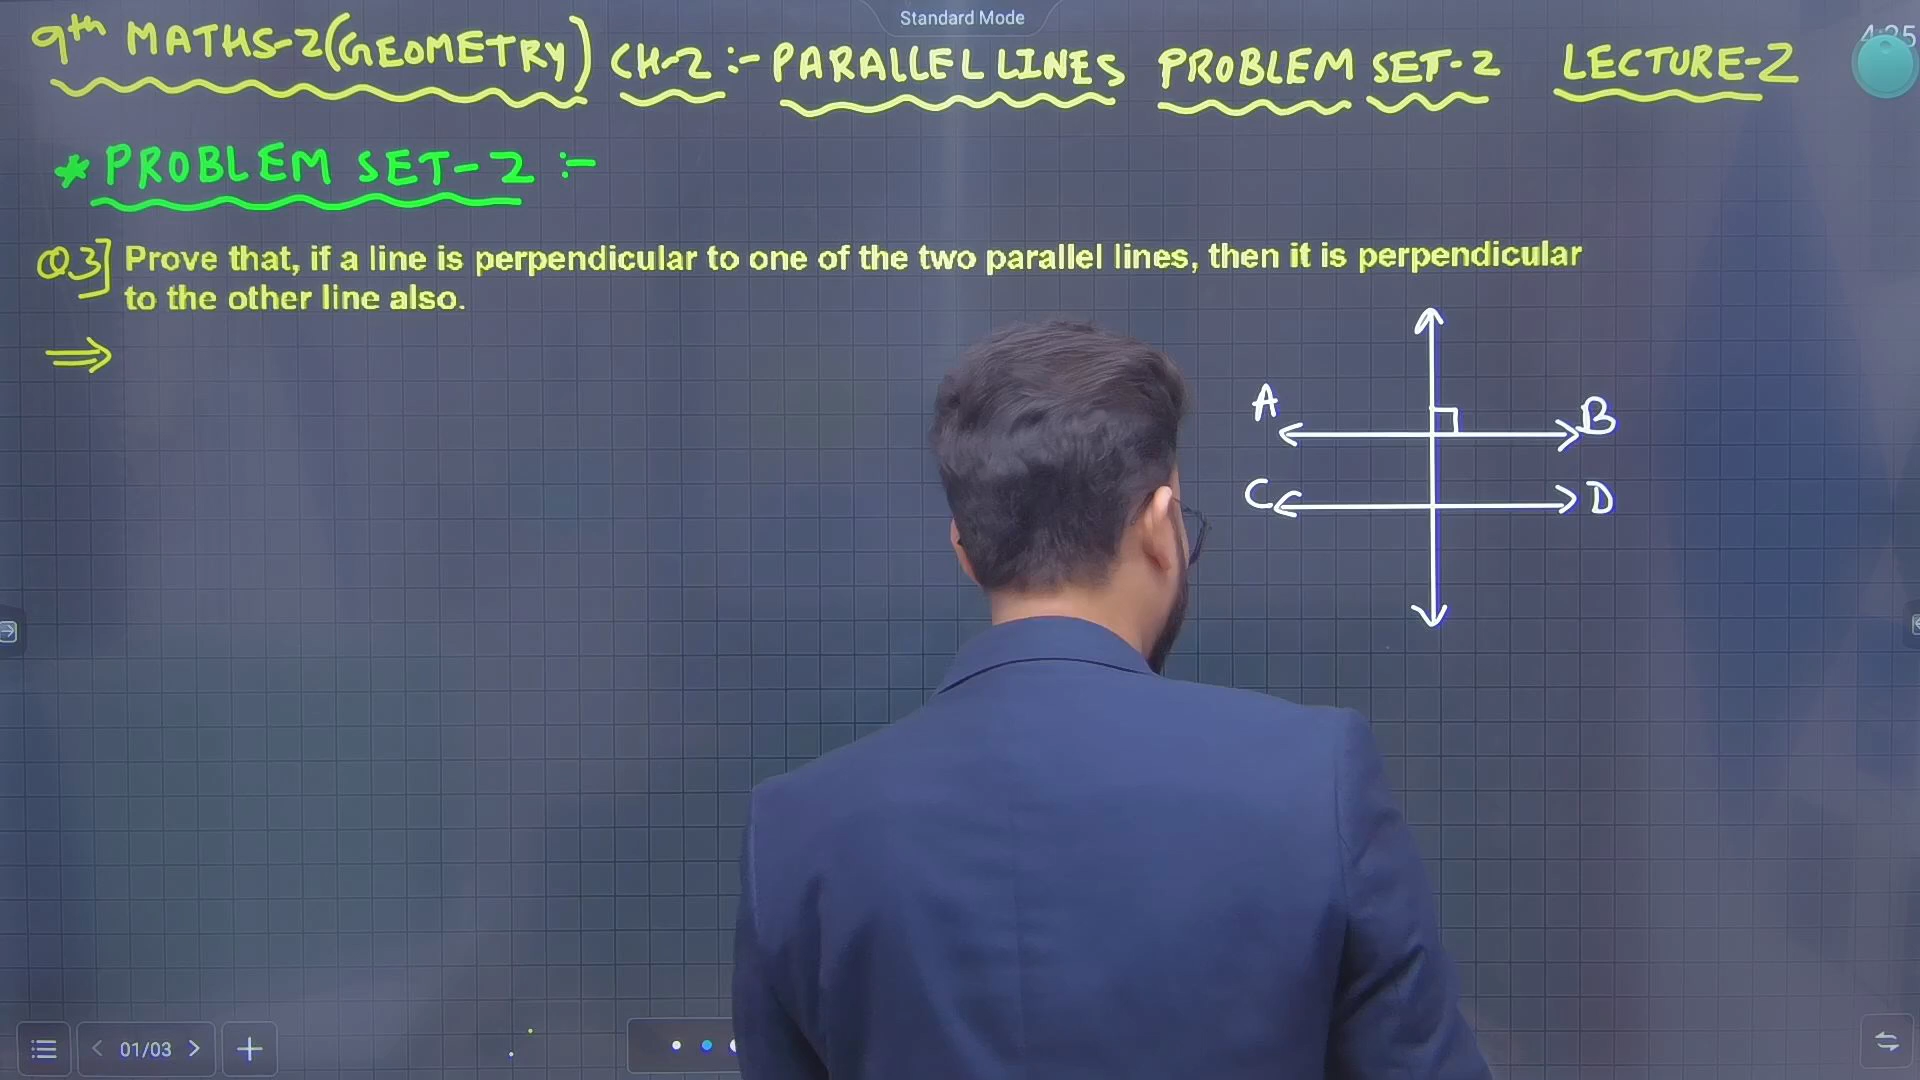 Standard Mode
4:25
9th MATHS-2(GEOMETRY) CH-2 :- PARALLEL LINES PROBLEM SET-2 LECTURE-2
* PROBLEM SET-2 :-
Q3] Prove that, if a line is perpendicular to one of the two parallel lines, then it is perpendicular
to the other line also.
⇒
A B
C D
01/03